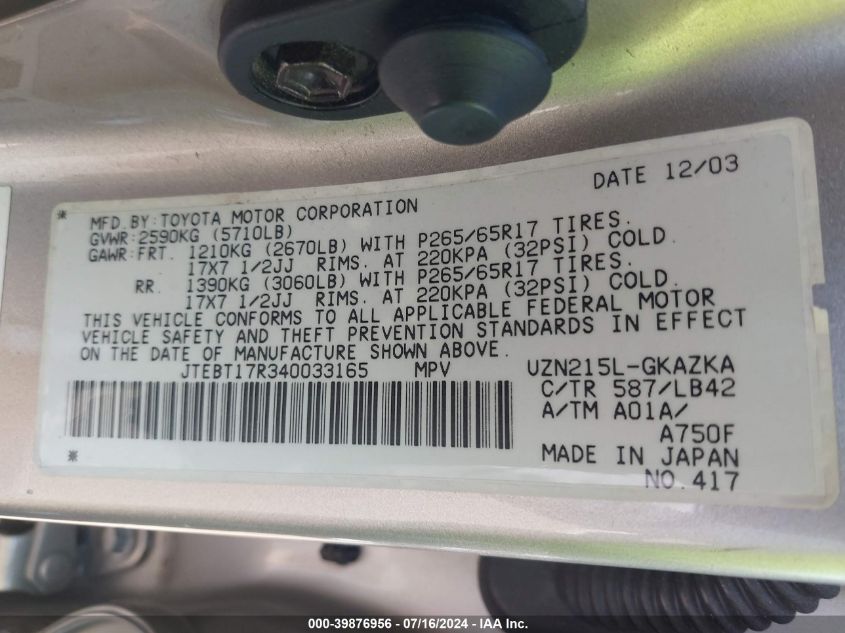 DATE 12/03
MFD.BY:TOYOTA MOTOR CORPORATION
GVWR:2590KG (5710LB)
GAWR:FRT. 1210KG (2670LB) WITH P265/65R17 TIRES.
17X7 1/2JJ RIMS. AT 220KPA (32PSI) COLD.
RR. 1390KG (3060LB) WITH P265/65R17 TIRES.
17X7 1/2JJ RIMS. AT 220KPA (32PSI) COLD.
THIS VEHICLE CONFORMS TO ALL APPLICABLE FEDERAL MOTOR
VEHICLE SAFETY AND THEFT PREVENTION STANDARDS IN EFFECT
ON THE DATE OF MANUFACTURE SHOWN ABOVE.
JTEBT17R340033165 MPV UZN215L-GKAZKA
C/TR 587/LB42
A/TM A01A/
A750F
MADE IN JAPAN
NO.417
000-39876956 - 07/16/2024 - IAA Inc.